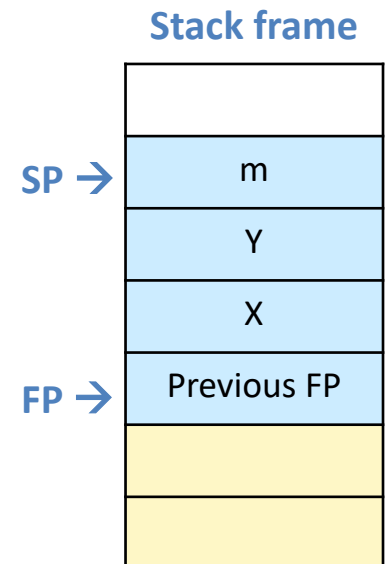 Stack frame
SP → m
Y
X
FP → Previous FP